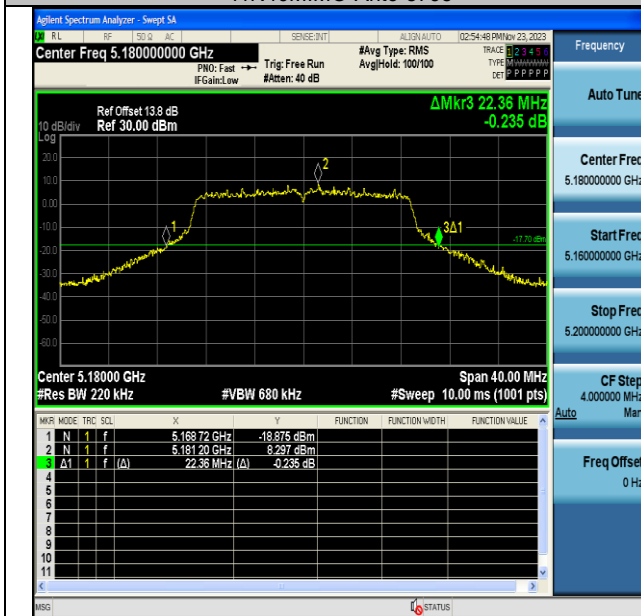 Agilent Spectrum Analyzer - Swept SA
RL RF 50 Ω AC SENSE:INT ALIGN AUTO 02:54:48 PM Nov 23, 2023
Center Freq 5.180000000 GHz
PNO: Fast Trig: Free Run
IFGain:Low #Atten: 40 dB
#Avg Type: RMS
Avg|Hold: 100/100
TRACE 1 2 3 4 5 6
TYPE MWWWWW
DET P P P P P P
Frequency
Ref Offset 13.8 dB
10 dB/div Ref 30.00 dBm
Log
ΔMkr3 22.36 MHz
-0.235 dB
20.0
10.0
0.00
-10.0
-20.0
-30.0
-40.0
-50.0
-60.0
1
2
3Δ1
-17.70 dBm
Center 5.18000 GHz Span 40.00 MHz
#Res BW 220 kHz #VBW 680 kHz #Sweep 10.00 ms (1001 pts)
MKR MODE TRC SCL X Y FUNCTION FUNCTION WIDTH FUNCTION VALUE
1 N 1 f 5.168 72 GHz -18.875 dBm
2 N 1 f 5.181 20 GHz 8.297 dBm
3 Δ1 1 f (Δ) 22.36 MHz (Δ) -0.235 dB
4
5
6
7
8
9
10
11
MSG STATUS
Auto Tune
Center Freq
5.18000000 GHz
Start Freq
5.160000000 GHz
Stop Freq
5.200000000 GHz
CF Step
4.000000 MHz
Auto Man
Freq Offset
0 Hz